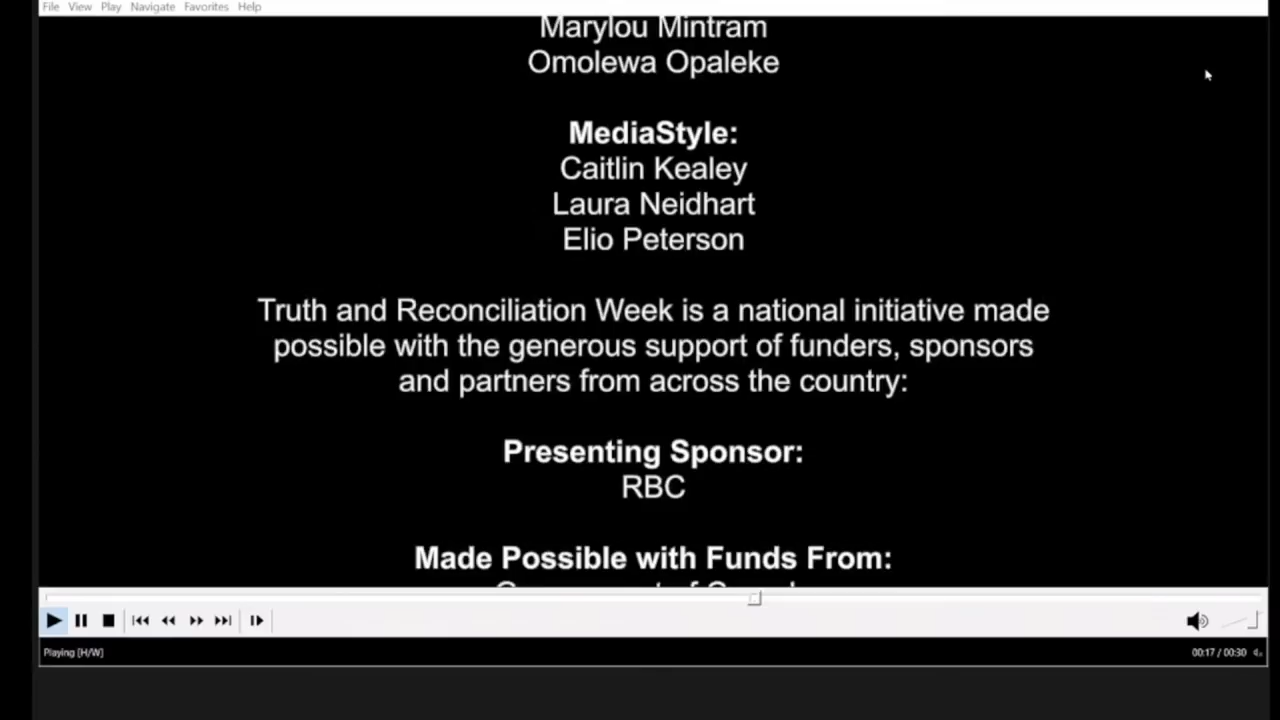 File View Play Navigate Favorites Help
Marylou Mintram
Omolewa Opaleke
MediaStyle:
Caitlin Kealey
Laura Neidhart
Elio Peterson
Truth and Reconciliation Week is a national initiative made
possible with the generous support of funders, sponsors
and partners from across the country:
Presenting Sponsor:
RBC
Made Possible with Funds From:
Playing [H/W]
00:17 / 00:30